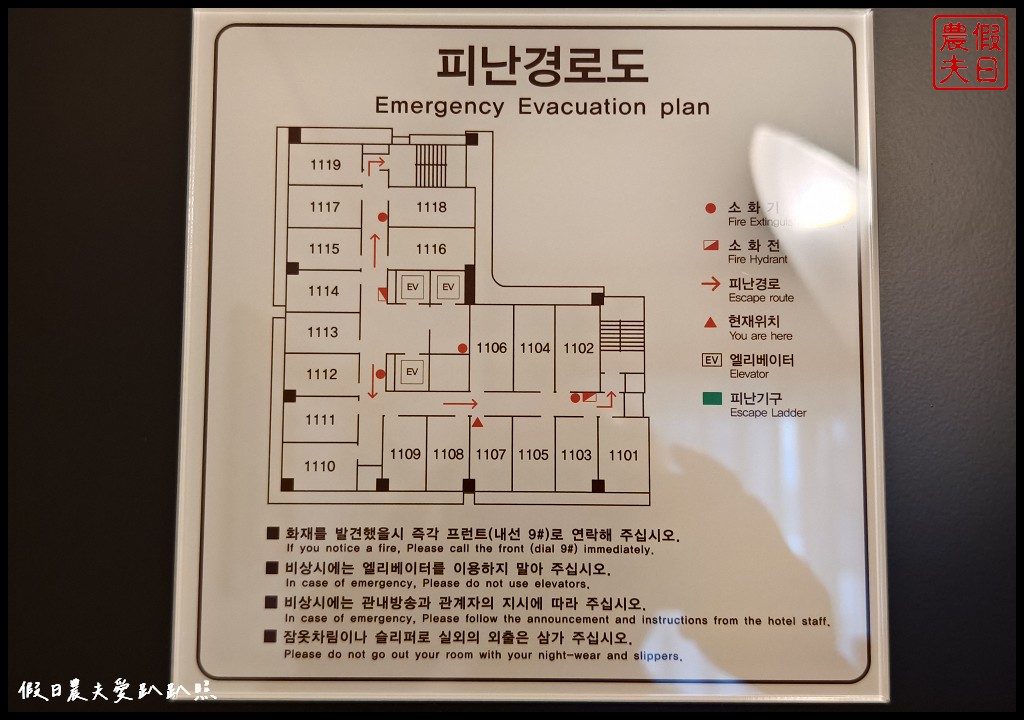 피난경로도
Emergency Evacuation plan
農假
夫日
1119
1117
1118
1115
1116
1114
EV EV
1113
1106 1104 1102
1112
EV
1111
1110
1109 1108 1107 1105 1103 1101
소 화 기
Fire
소 화 전
Fire Hydrant
피난경로
Escape route
현재위치
You are here
EV 엘리베이터
Elevator
피난기구
Escape Ladder
화재를 발견했을시 즉각 프런트(내선 9#)로 연락해 주십시오.
If you notice a fire, Please call the front (dial 9#) immediately.
비상시에는 엘리베이터를 이용하지 말아 주십시오.
In case of emergency, Please do not use elevators.
비상시에는 관내방송과 관계자의 지시에 따라 주십시오.
In case of emergency, Please follow the announcement and instructions from the hotel staff.
잠옷차림이나 슬리퍼로 실외의 외출은 삼가 주십시오.
Please do not go out your room with your night-wear and slippers.
假日農夫愛趴趴照